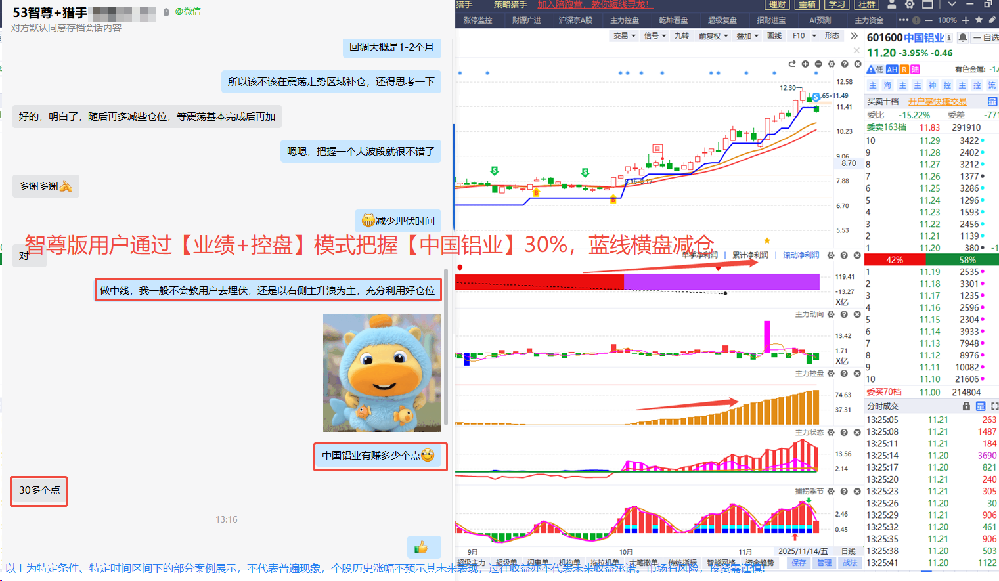 53智尊+猎手
@微信
对方默认同意存档会话内容
回调大概是1-2个月
所以该不该在震荡走势区域补仓，还得思考一下
好的，明白了，随后再多减些仓位，等震荡基本完成后再加
嗯嗯，把握一个大波段就很不错了
多谢多谢
减少埋伏时间
智尊版用户通过【业绩+控盘】模式把握【中国铝业】30%，蓝线横盘减仓
对
做中线，我一般不会教用户去埋伏，还是以右侧主升浪为主，充分利用好仓位
中国铝业有赚多少个点
30多个点
13:16
以上为特定条件、特定时间区间下的部分案例展示，不代表普遍现象，个股历史涨幅不预示其未来表现，过往收益亦不代表未来收益承诺。市场有风险，投资需谨慎!
猎手 策略猎手 加入陪跑营，教你短线寻龙！ 理财 宝箱 学习 社群
涨停监控 财源广进 沪深京A股 主力控盘 乾坤看盘 超级复盘 招财进宝 AI预测 主力资金 100%
交易 信号 九转 前复权 叠加 画线 F10 形态
12.58
12.30
65-11.49
11.41
10.23
9.06
8.70
8.16-8.17
7.88
6.70
5.53
S
S
S
B
B
自
单季净利润 | 累计净利润 | 滚动净利润
119.41
-13.27
X亿
主力动向
13.42
1.71
X亿
主力控盘
74.63
37.31
主力状态
13.56
2.14
捕捞季节
2.46
0.45
9月 10月 11月 2025/11/14/五 日线
超级主力 超级单 闪电单 机构单 拖拉机单 大笔撤单 传统指标 智能网格 资金趋势 保存 管理 战法
601600中国铝业 自选
11.20 -3.95% -0.46
低 AH R 陆 有色金属:
主 海 主 主 神 控 主 控 流
买卖十档 开户享快捷交易 量
委比 -15.22% 委差
委卖163档 11.83 291910
10 11.29 3422
9 11.28 2402
8 11.27 3212
7 11.26 1377
6 11.25 3286
5 11.24 1296
4 11.23 1593
3 11.22 2456
2 11.21 1139
1 11.20 380
42% 58%
1 11.19 2535
2 11.18 3301
3 11.17 1235
4 11.16 2596
5 11.15 2304
6 11.14 3933
7 11.13 7948
8 11.12 8976
9 11.11 10082
10 11.10 21606
委买70档 11.00 214804
分时成交 量
13:25:05 11.21 263
13:25:08 11.21 1487
13:25:11 11.21 184
13:25:14 11.20 3690
13:25:17 11.20 821
13:25:20 11.21 240
13:25:23 11.21 305
13:25:26 11.20 30
13:25:29 11.21 906
13:25:32 11.20 461
13:25:35 11.21 906
13:25:38 11.20 503
13:25:41 11.20 1122